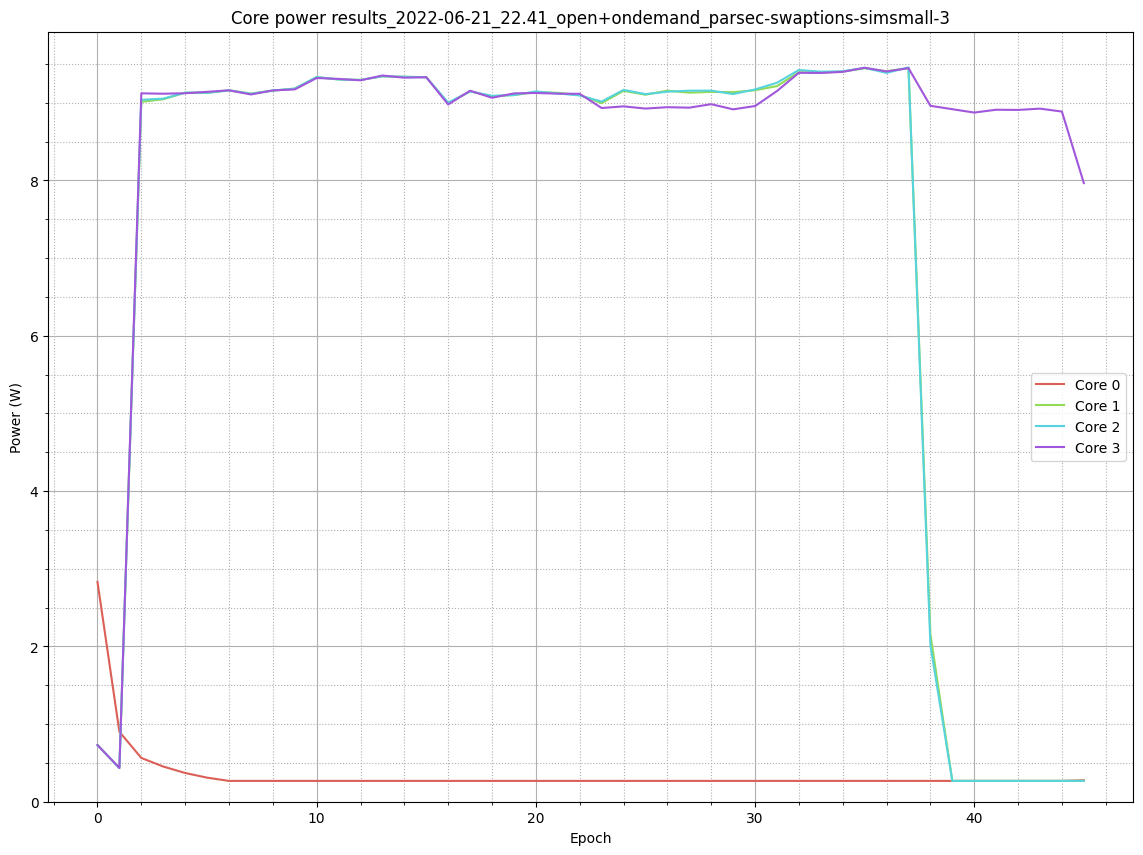 Core power results_2022-06-21_22.41_open+ondemand_parsec-swaptions-simsmall-3
Power (W)
8
6
4
2
0
Core 0
Core 1
Core 2
Core 3
0 10 20 30 40
Epoch